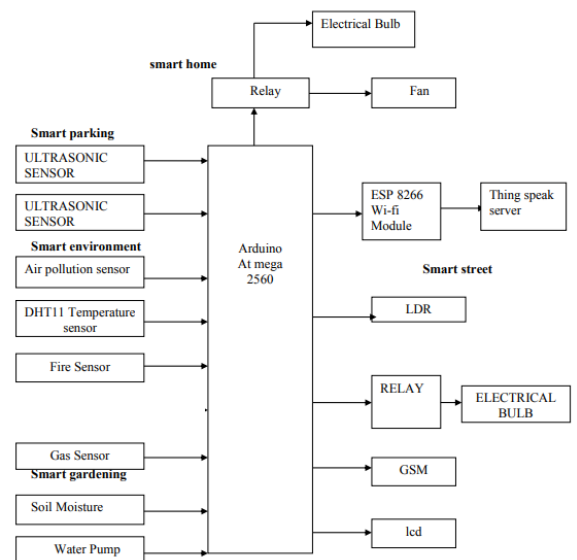 Electrical Bulb
smart home
Relay
Fan
Smart parking
ULTRASONIC
SENSOR
ULTRASONIC
SENSOR
Smart environment
Air pollution sensor
DHT11 Temperature
sensor
Fire Sensor
Gas Sensor
Smart gardening
Soil Moisture
Water Pump
Arduino
At mega
2560
ESP 8266
Wi-fi
Module
Thing speak
server
Smart street
LDR
RELAY
ELECTRICAL
BULB
GSM
lcd